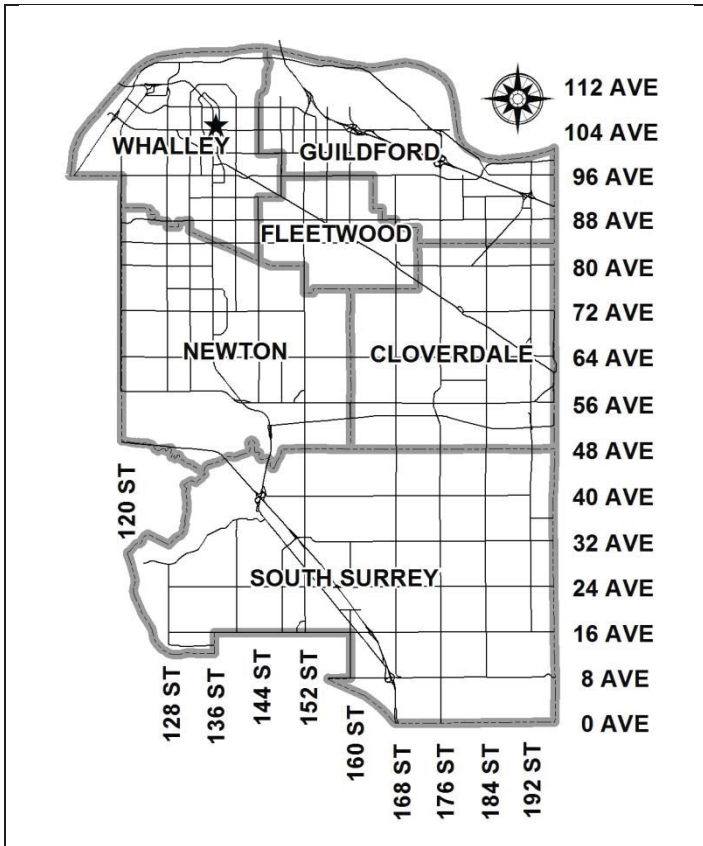 112 AVE
104 AVE
WHALLEY
GUILDFORD
96 AVE
88 AVE
FLEETWOOD
80 AVE
72 AVE
NEWTON
CLOVERDALE
64 AVE
56 AVE
48 AVE
120 ST
40 AVE
32 AVE
SOUTH SURREY
24 AVE
16 AVE
128 ST
136 ST
144 ST
152 ST
160 ST
168 ST
176 ST
184 ST
192 ST
8 AVE
0 AVE